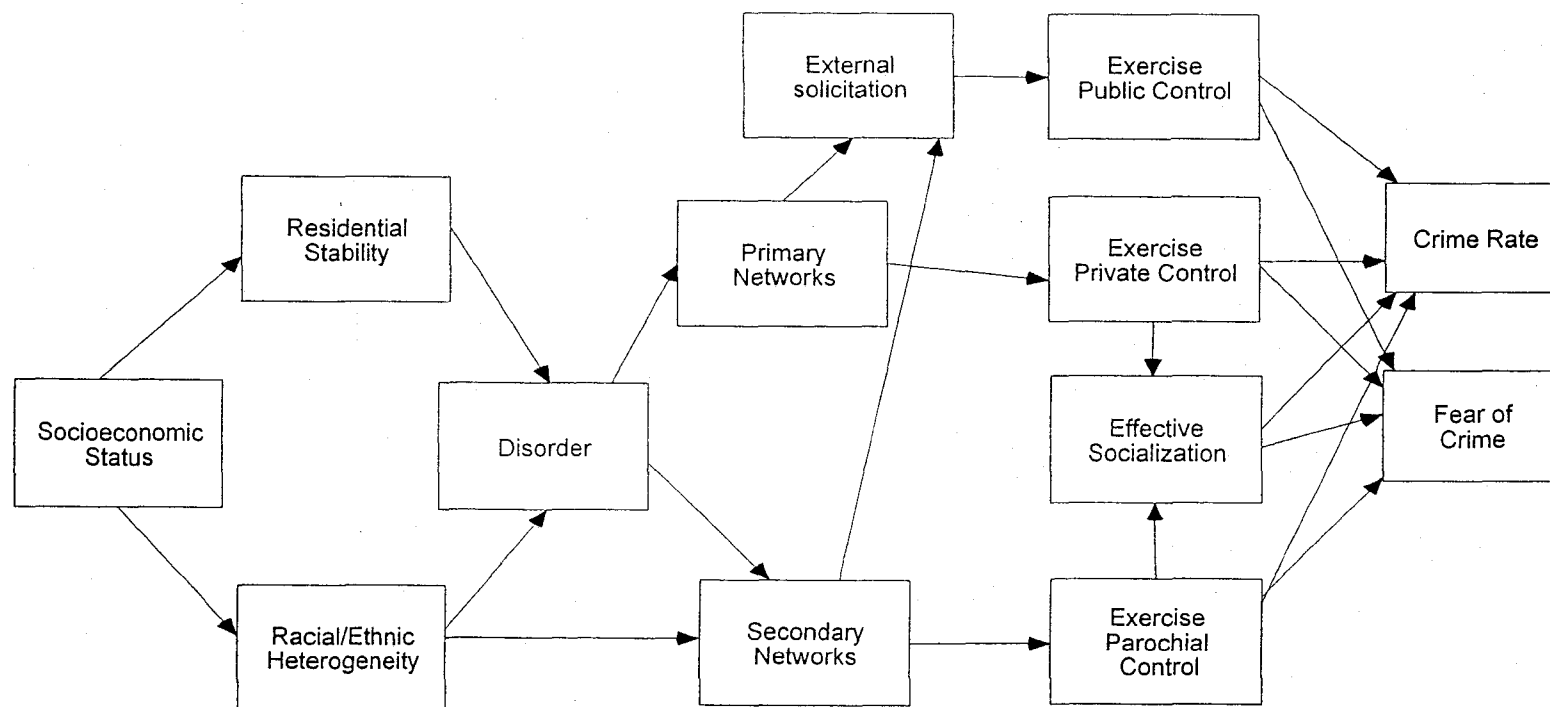 External
solicitation
Exercise
Public Control
Residential
Stability
Primary
Networks
Exercise
Private Control
Crime Rate
Socioeconomic
Status
Disorder
Effective
Socialization
Fear of
Crime
Racial/Ethnic
Heterogeneity
Secondary
Networks
Exercise
Parochial
Control